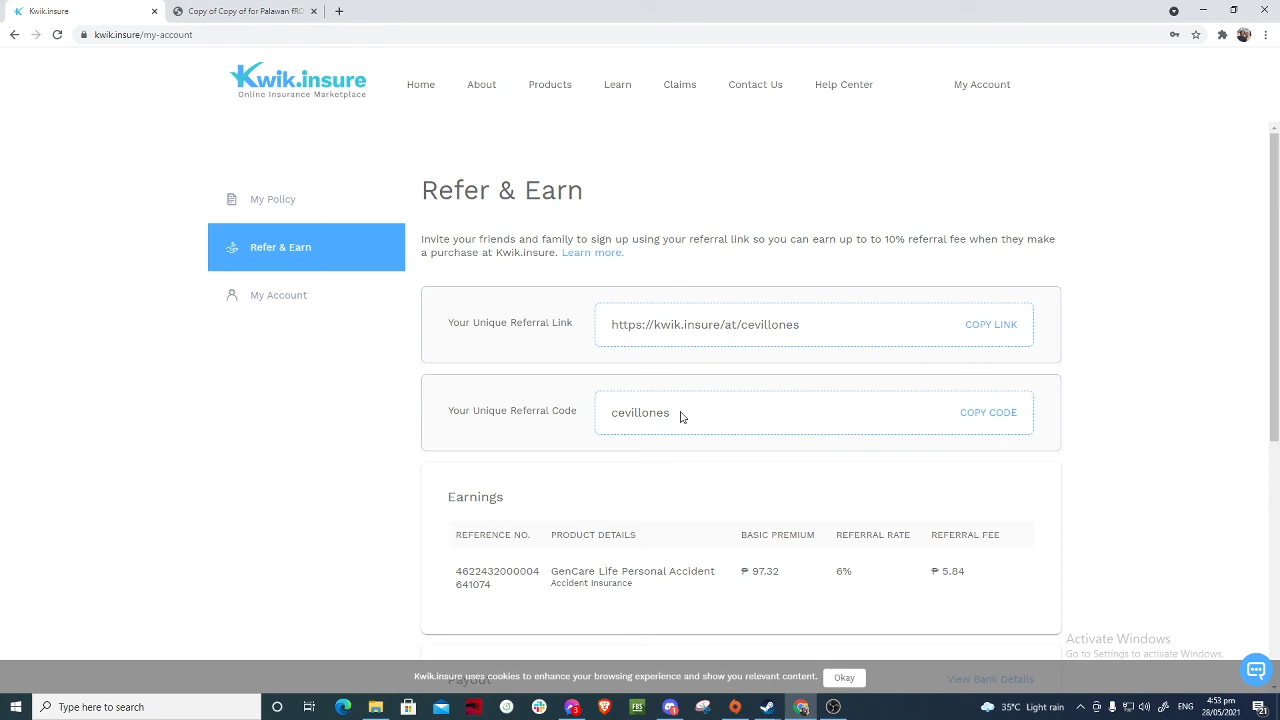 Kwik.insure
Copy of Copy for Palawan fRO
kwik.insure/my-account
Kwik.insure
Online Insurance Marketplace
Home
About
Products
Learn
Claims
Contact Us
Help Center
My Account
My Policy
Refer & Earn
My Account
Refer & Earn
Invite your friends and family to sign up using your referral link so you can earn up to to 10% referral fee when they make
a purchase at Kwik.insure. Learn more.
Your Unique Referral Link
https://kwik.insure/at/cevillones
COPY LINK
Your Unique Referral Code
cevillones
COPY CODE
Earnings
REFERENCE NO.
PRODUCT DETAILS
BASIC PREMIUM
REFERRAL RATE
REFERRAL FEE
4622432000004
641074
GenCare Life Personal Accident
Accident Insurance
₱ 97.32
6%
₱ 5.84
Activate Windows
Go to Settings to activate Windows.
Kwik.insure uses cookies to enhance your browsing experience and show you relevant content.
Okay
Payout
View Bank Details
Type here to search
35°C Light rain
4:53 pm
28/05/2021